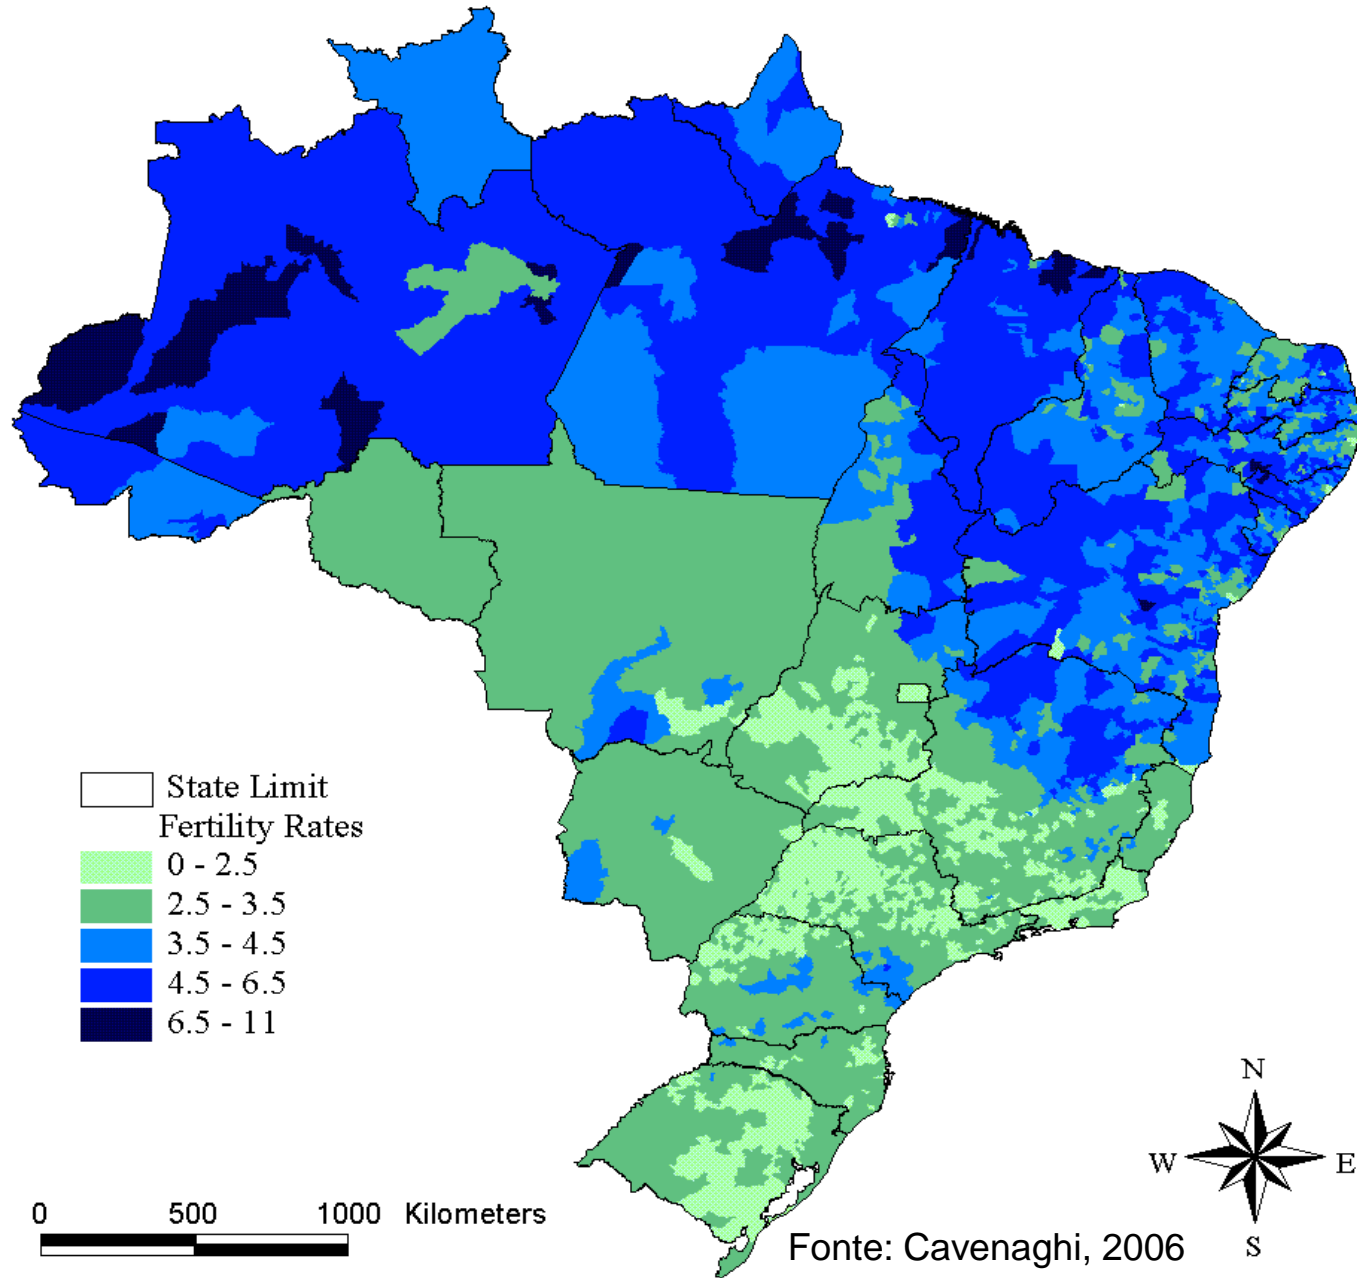 State Limit
Fertility Rates
0 - 2.5
2.5 - 3.5
3.5 - 4.5
4.5 - 6.5
6.5 - 11
N
W E
S
0 500 1000 Kilometers
Fonte: Cavenaghi, 2006